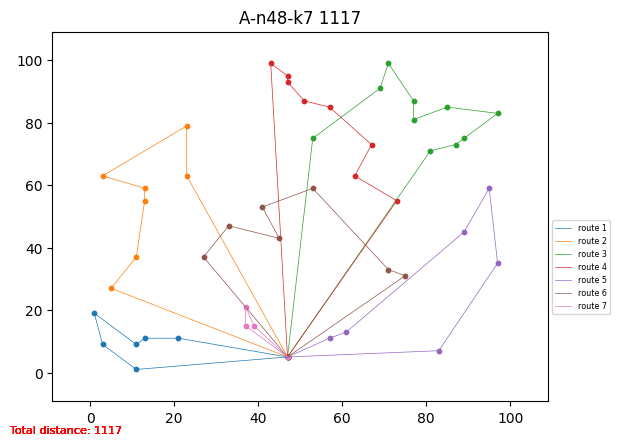 A-n48-k7 1117
100
80
60
40
20
0
0 20 40 60 80 100
route 1
route 2
route 3
route 4
route 5
route 6
route 7
Total distance: 1117